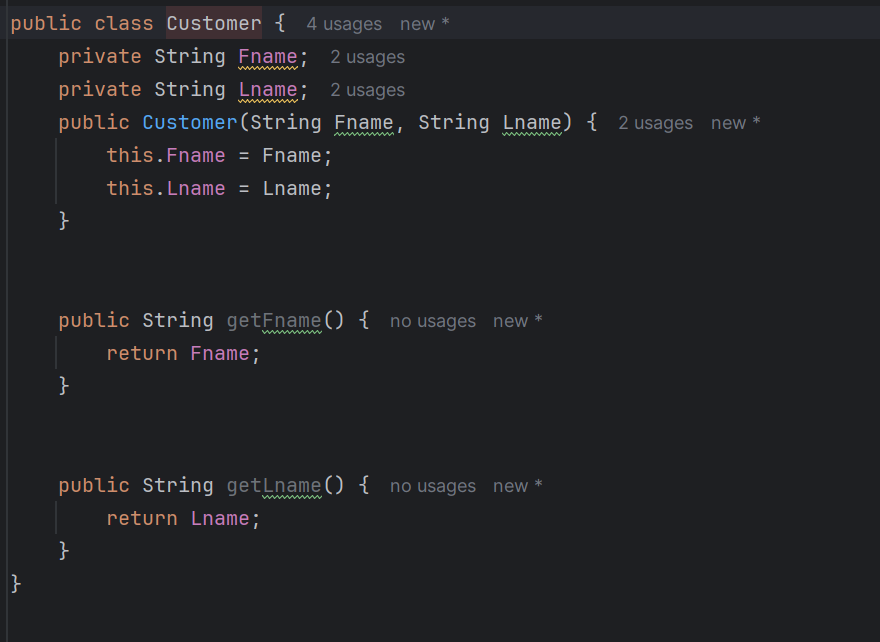 public class Customer {  4 usages  new *
    private String Fname;  2 usages
    private String Lname;  2 usages
    public Customer(String Fname, String Lname) {  2 usages  new *
        this.Fname = Fname;
        this.Lname = Lname;
    }
    public String getFname() {  no usages  new *
        return Fname;
    }
    public String getLname() {  no usages  new *
        return Lname;
    }
}